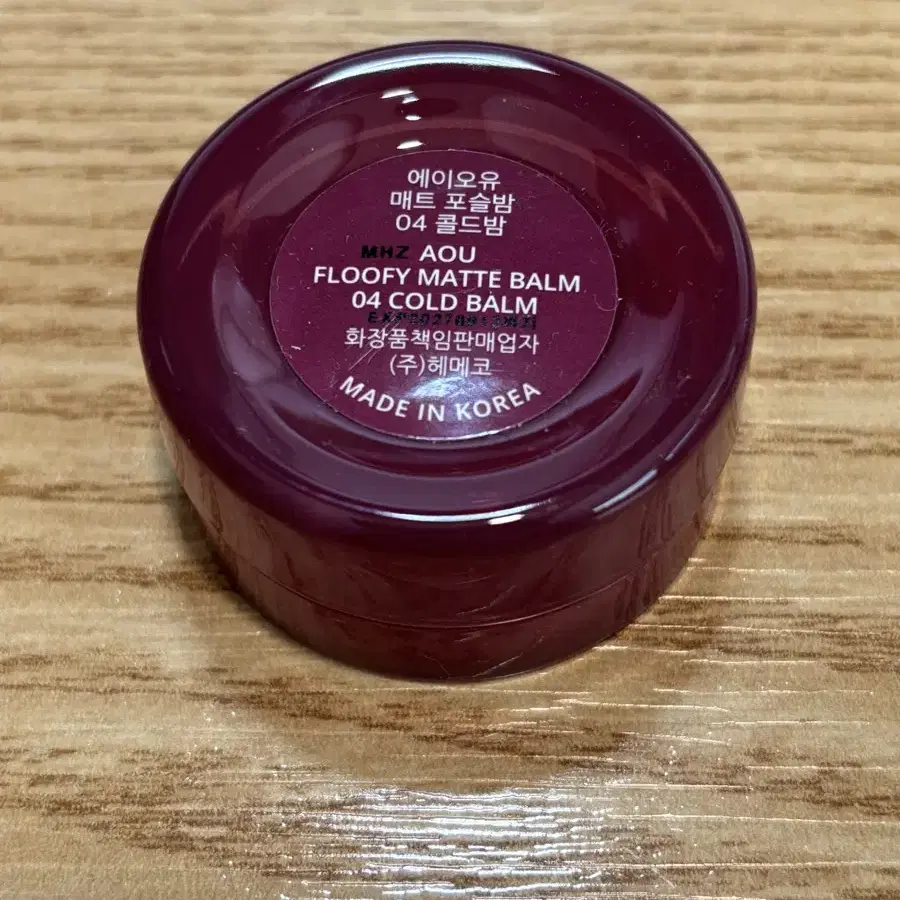 에이오유
매트 포슬밤
04 콜드밤
MHZ AOU
FLOOFY MATTE BALM
04 COLD BALM
화장품책임판매업자
(주)헤메코
MADE IN KOREA